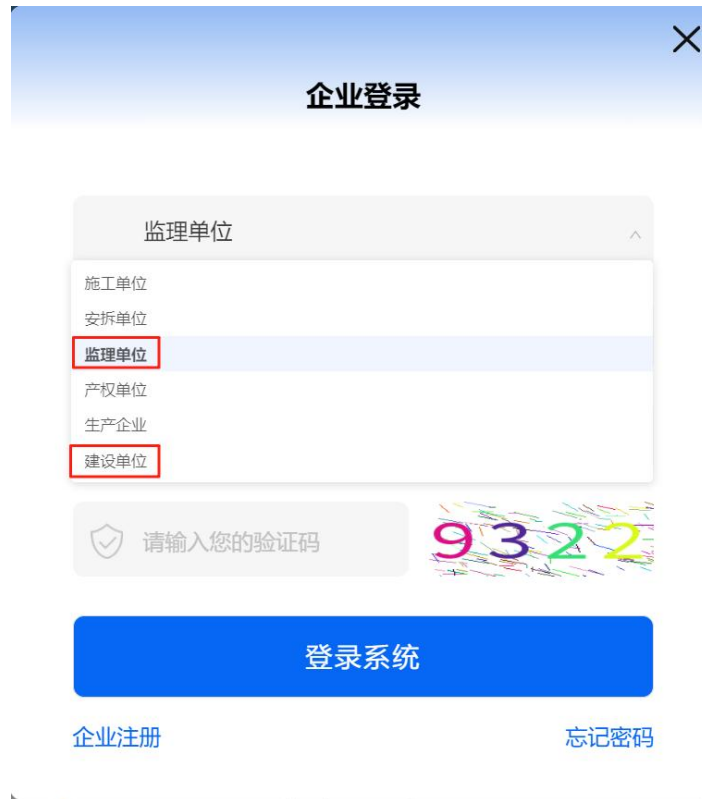 企业登录
监理单位
施工单位
安拆单位
监理单位
产权单位
生产企业
建设单位
请输入您的验证码
9322
登录系统
企业注册
忘记密码